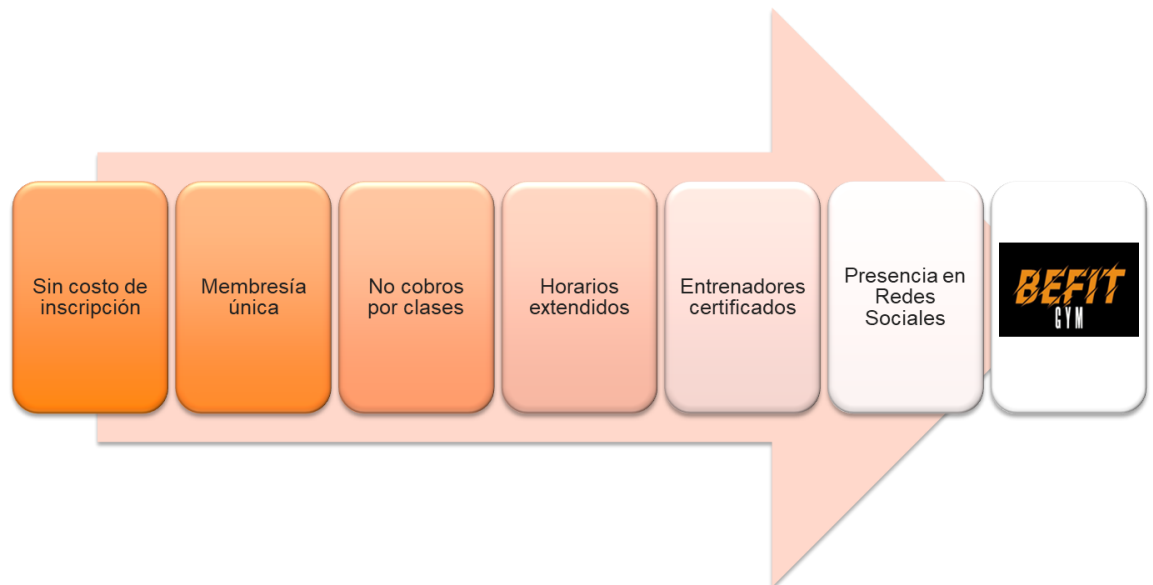 Sin costo de
inscripción
Membresía
única
No cobros
por clases
Horarios
extendidos
Entrenadores
certificados
Presencia en
Redes
Sociales
BEFIT
GYM